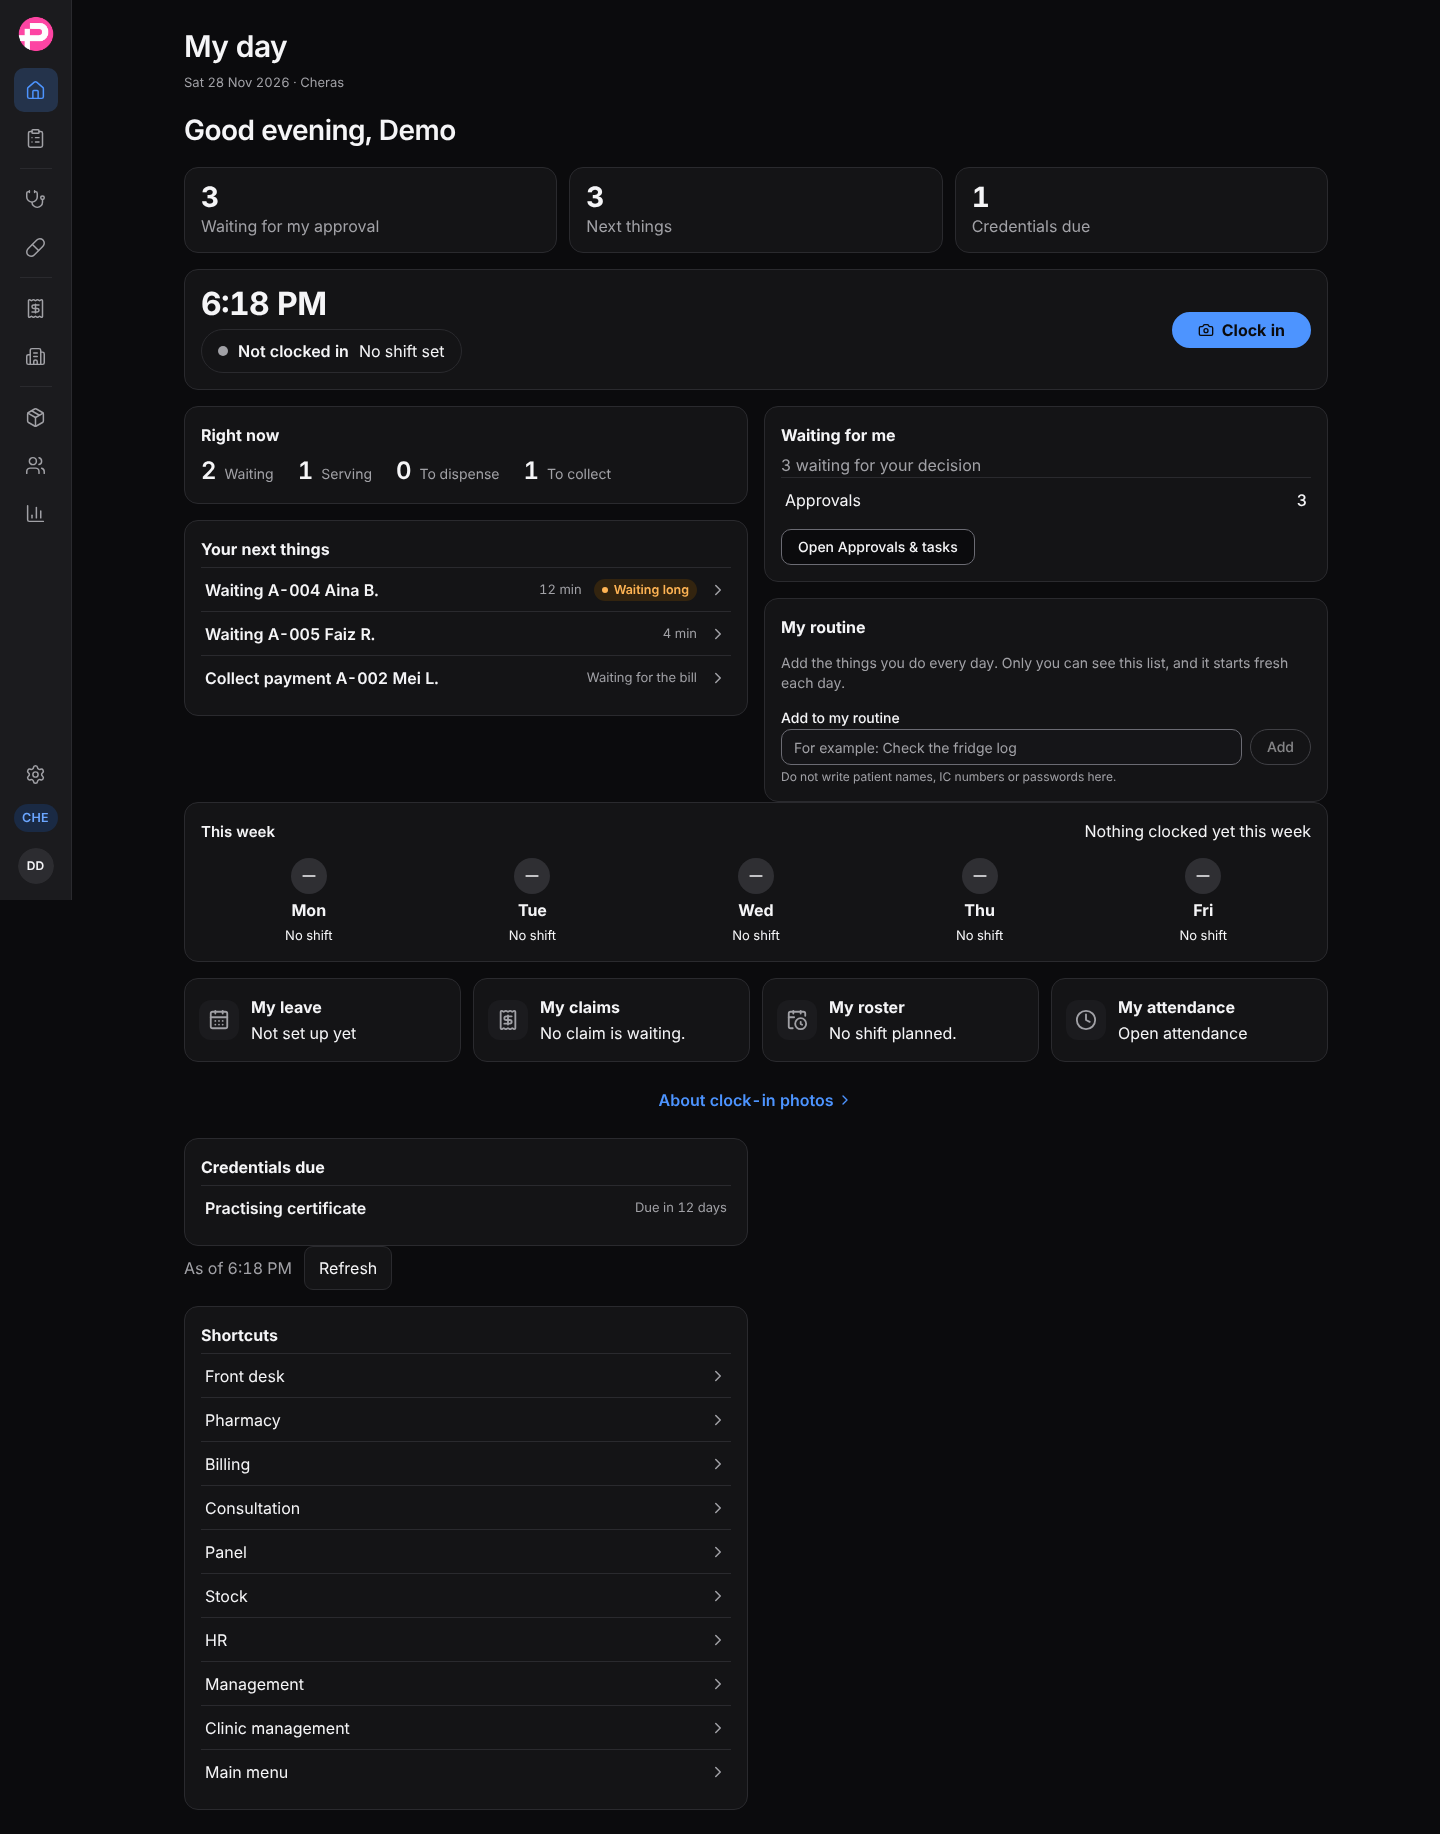 My day
Sat 28 Nov 2026 · Cheras
Good evening, Demo
3
Waiting for my approval
3
Next things
1
Credentials due
6:18 PM
Not clocked in No shift set
Clock in
Right now
2 Waiting 1 Serving 0 To dispense 1 To collect
Your next things
Waiting A-004 Aina B. 12 min Waiting long
Waiting A-005 Faiz R. 4 min
Collect payment A-002 Mei L. Waiting for the bill
Waiting for me
3 waiting for your decision
Approvals 3
Open Approvals & tasks
My routine
Add the things you do every day. Only you can see this list, and it starts fresh
each day.
Add to my routine
For example: Check the fridge log Add
Do not write patient names, IC numbers or passwords here.
CHE
DD
This week Nothing clocked yet this week
Mon Tue Wed Thu Fri
No shift No shift No shift No shift No shift
My leave
Not set up yet
My claims
No claim is waiting.
My roster
No shift planned.
My attendance
Open attendance
About clock-in photos
Credentials due
Practising certificate Due in 12 days
As of 6:18 PM Refresh
Shortcuts
Front desk
Pharmacy
Billing
Consultation
Panel
Stock
HR
Management
Clinic management
Main menu